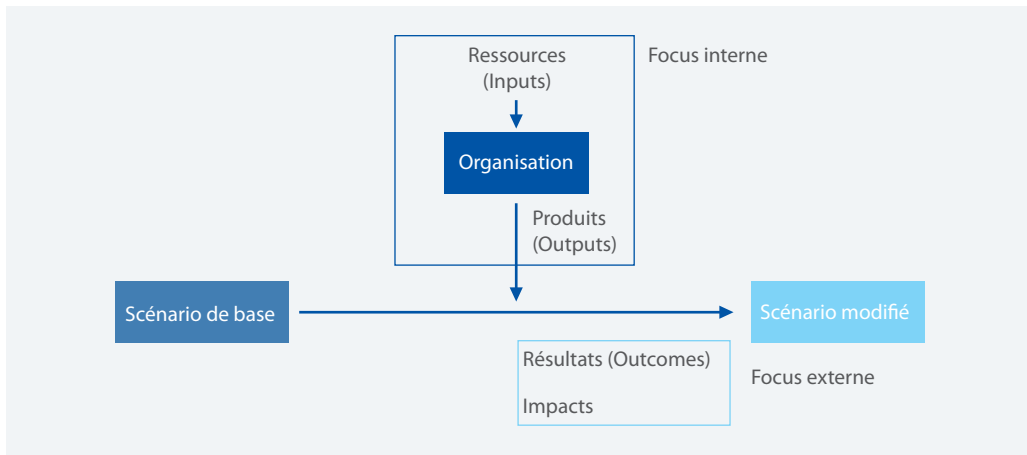 Ressources
(Inputs)
Focus interne
Organisation
Produits
(Outputs)
Scénario de base
Scénario modifié
Résultats (Outcomes)
Impacts
Focus externe